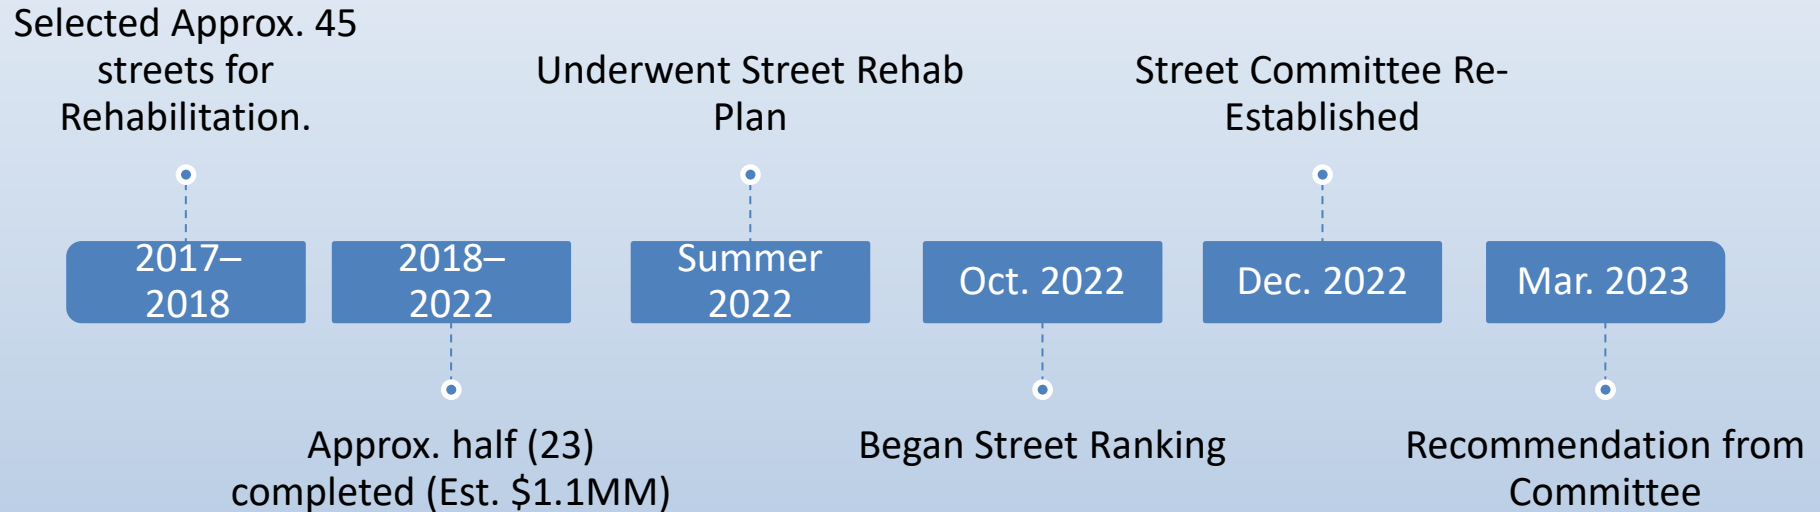 Selected Approx. 45
streets for
Rehabilitation.
Underwent Street Rehab
Plan
Street Committee Re-
Established
2017–
2018
2018–
2022
Summer
2022
Oct. 2022
Dec. 2022
Mar. 2023
Approx. half (23)
completed (Est. $1.1MM)
Began Street Ranking
Recommendation from
Committee